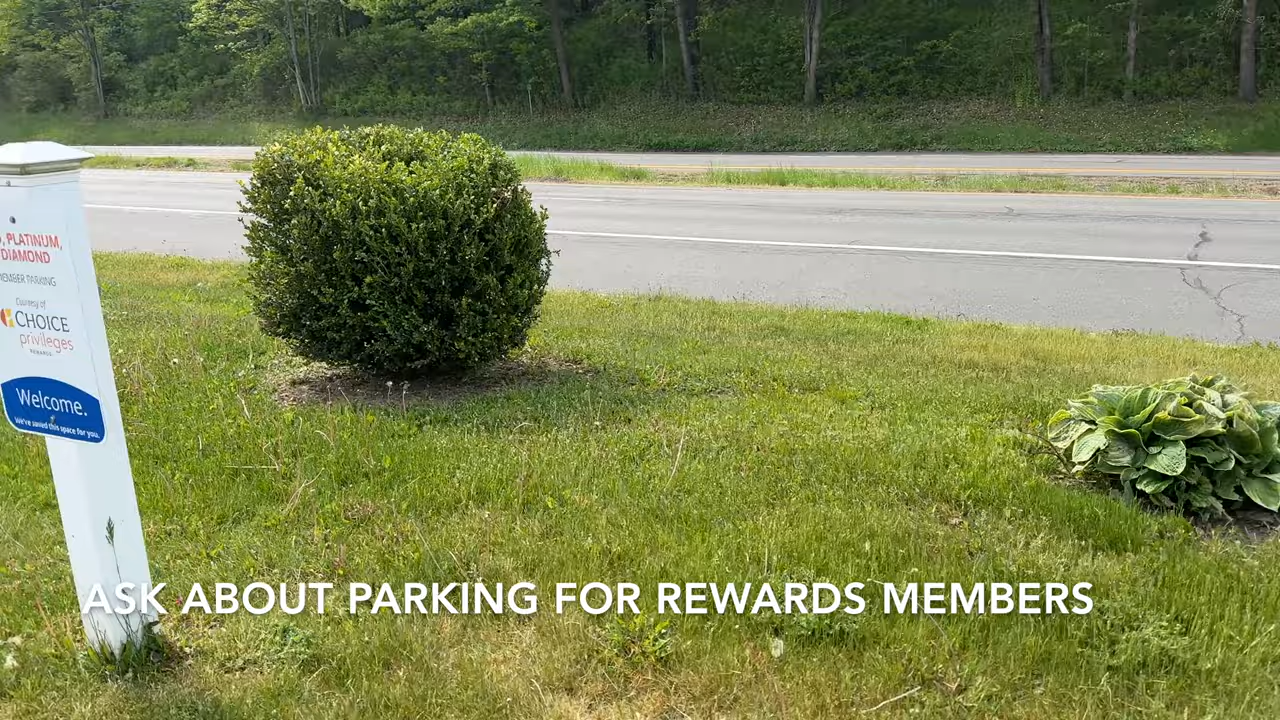 , PLATINUM,
DIAMOND
MEMBER PARKING
Courtesy of
CHOICE
privileges
REWARDS.
Welcome.
We've saved this space for you.
ASK ABOUT PARKING FOR REWARDS MEMBERS